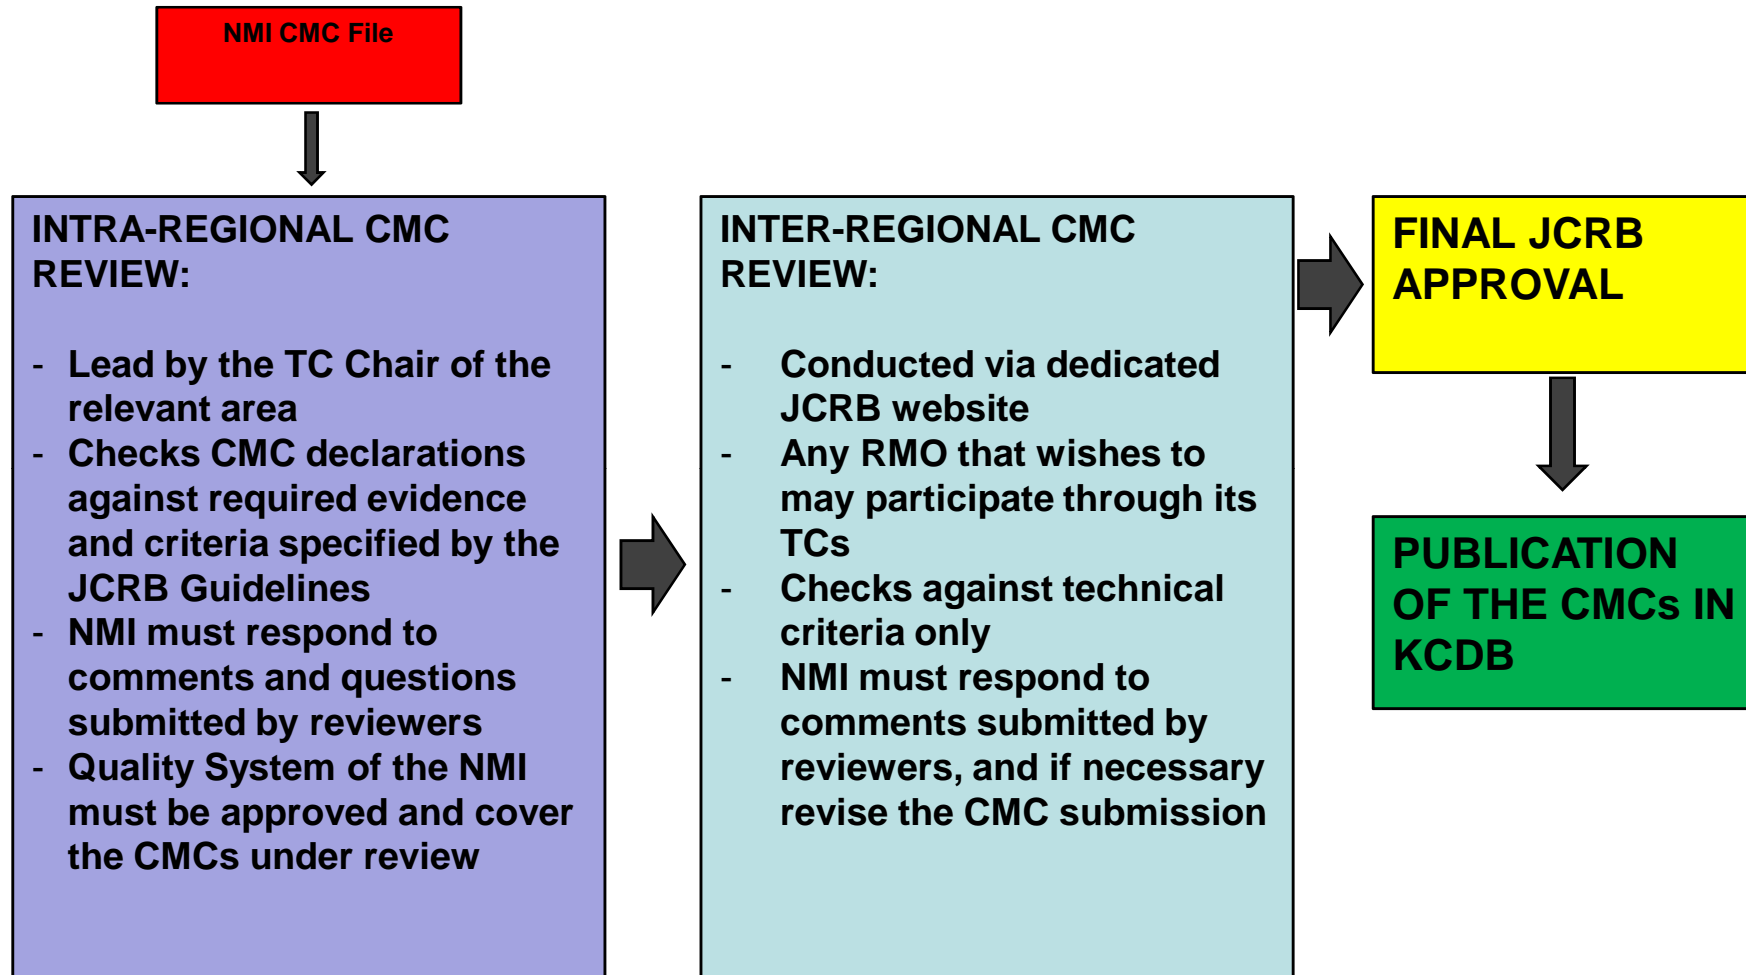 NMI CMC File
INTRA-REGIONAL CMC
REVIEW:
- Lead by the TC Chair of the
relevant area
- Checks CMC declarations
against required evidence
and criteria specified by the
JCRB Guidelines
- NMI must respond to
comments and questions
submitted by reviewers
- Quality System of the NMI
must be approved and cover
the CMCs under review
INTER-REGIONAL CMC
REVIEW:
- Conducted via dedicated
JCRB website
- Any RMO that wishes to
may participate through its
TCs
- Checks against technical
criteria only
- NMI must respond to
comments submitted by
reviewers, and if necessary
revise the CMC submission
FINAL JCRB
APPROVAL
PUBLICATION
OF THE CMCs IN
KCDB